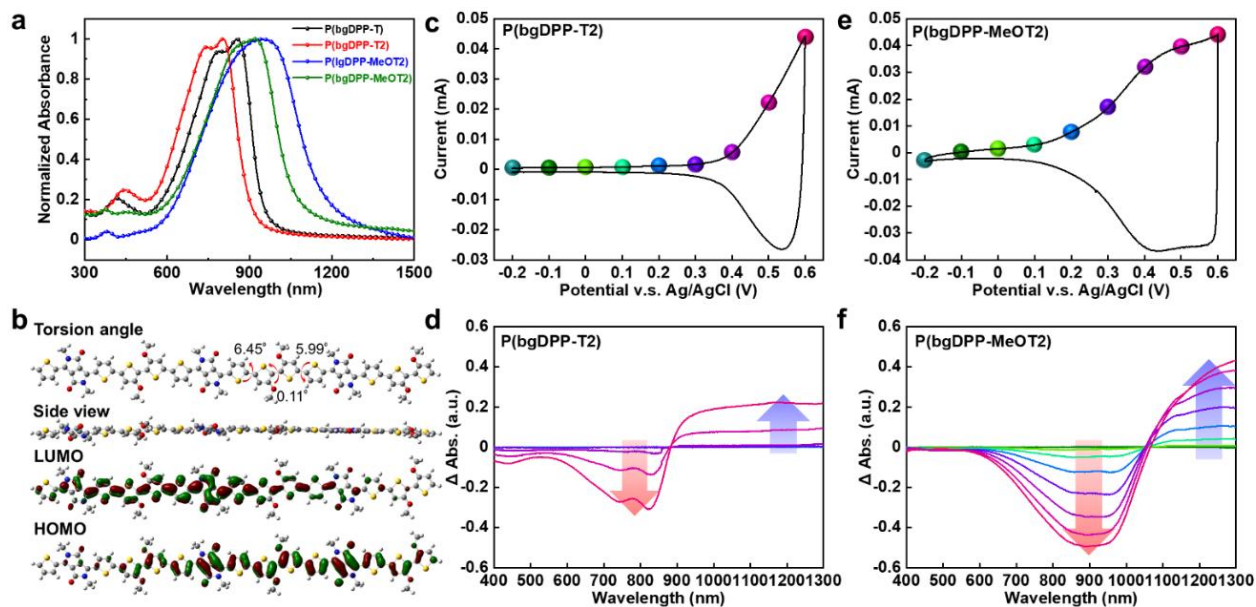 a
Normalized Absorbance
1
0.8
0.6
0.4
0.2
0
300
600
900
1200
1500
Wavelength (nm)
P(bgDPP-T)
P(bgDPP-T2)
P(lgDPP-MeOT2)
P(bgDPP-MeOT2)
b
Torsion angle
6.45°
5.99°
0.11°
Side view
LUMO
HOMO
c
P(bgDPP-T2)
Current (mA)
0.05
0.04
0.03
0.02
0.01
0
-0.01
-0.02
-0.03
-0.2 -0.1 0 0.1 0.2 0.3 0.4 0.5 0.6
Potential v.s. Ag/AgCl (V)
d
P(bgDPP-T2)
Δ Abs. (a.u.)
0.6
0.4
0.2
0
-0.2
-0.4
-0.6
400 500 600 700 800 900 1000 1100 1200 1300
Wavelength (nm)
e
P(bgDPP-MeOT2)
Current (mA)
0.05
0.04
0.03
0.02
0.01
0
-0.01
-0.02
-0.03
-0.04
-0.2 -0.1 0 0.1 0.2 0.3 0.4 0.5 0.6
Potential v.s. Ag/AgCl (V)
f
P(bgDPP-MeOT2)
Δ Abs. (a.u.)
0.6
0.4
0.2
0
-0.2
-0.4
-0.6
400 500 600 700 800 900 1000 1100 1200 1300
Wavelength (nm)